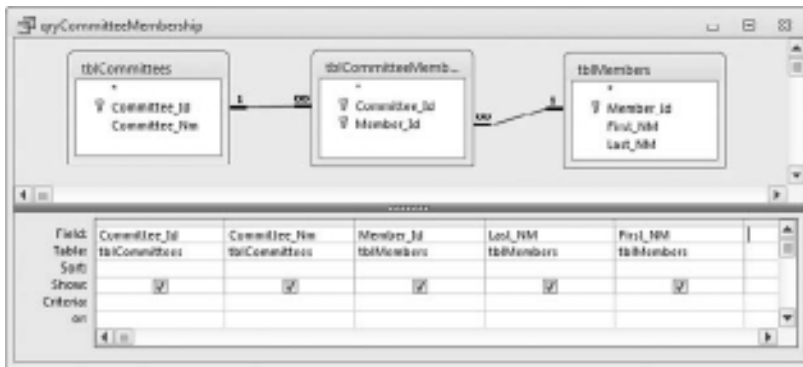 qryCommitteeMembership
tblCommittees
*
Committee_Id
Committee_Nm
1
∞
tblCommitteeMemb...
*
Committee_Id
Member_Id
∞
1
tblMembers
*
Member_Id
First_NM
Last_NM
Field: Committee_Id Committee_Nm Member_Id Last_NM First_NM
Table: tblCommittees tblCommittees tblMembers tblMembers tblMembers
Sort:
Show:
Criteria:
or: